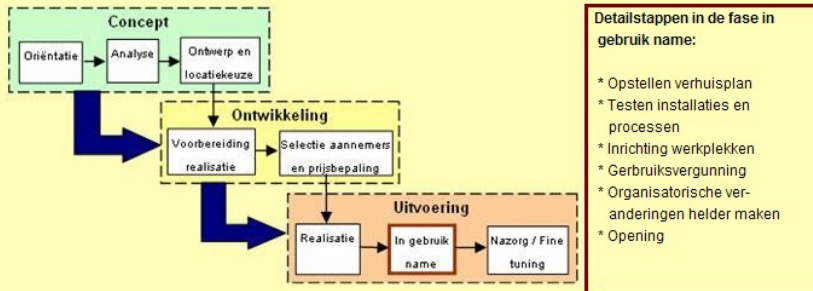 Concept
Oriëntatie
Analyse
Ontwerp en
locatiekeuze
Ontwikkeling
Voorbereiding
realisatie
Selectie aannemers
en prijsbepaling
Uitvoering
Realisatie
In gebruik
name
Nazorg / Fine
tuning
Detailstappen in de fase in
gebruik name:
* Opstellen verhuisplan
* Testen installaties en
processen
* Inrichting werkplekken
* Gerbruiksvergunning
* Organisatorische ver-
anderingen helder maken
* Opening